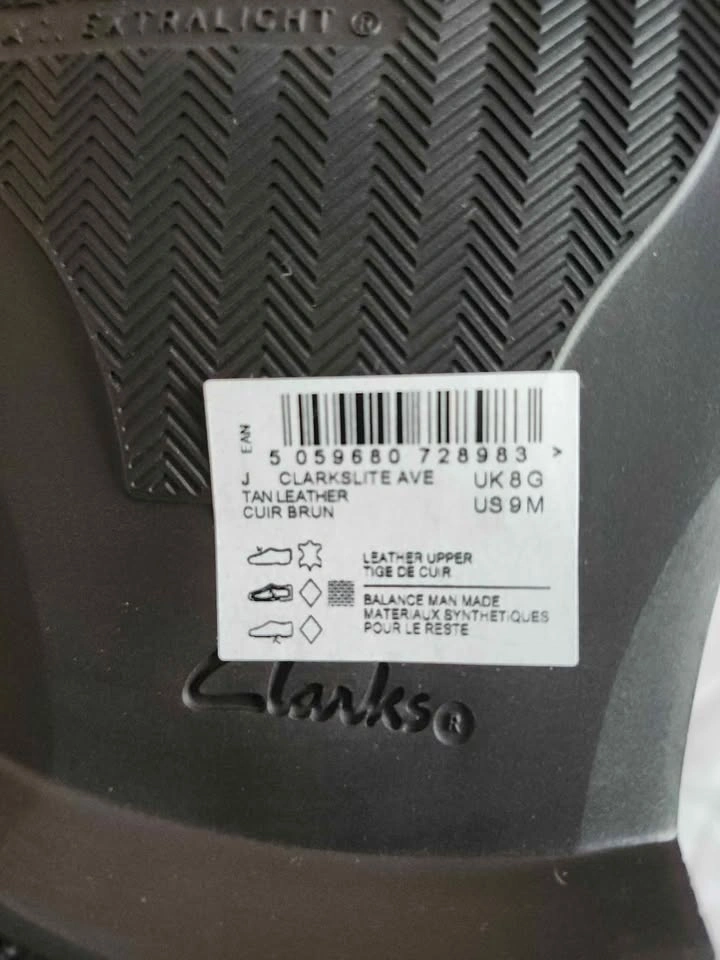 EXTRALIGHT ®
EAN
5 059680 728983 >
J CLARKSLITE AVE UK 8 G
TAN LEATHER US 9 M
CUIR BRUN
LEATHER UPPER
TIGE DE CUIR
BALANCE MAN MADE
MATERIAUX SYNTHETIQUES
POUR LE RESTE
Clarks®